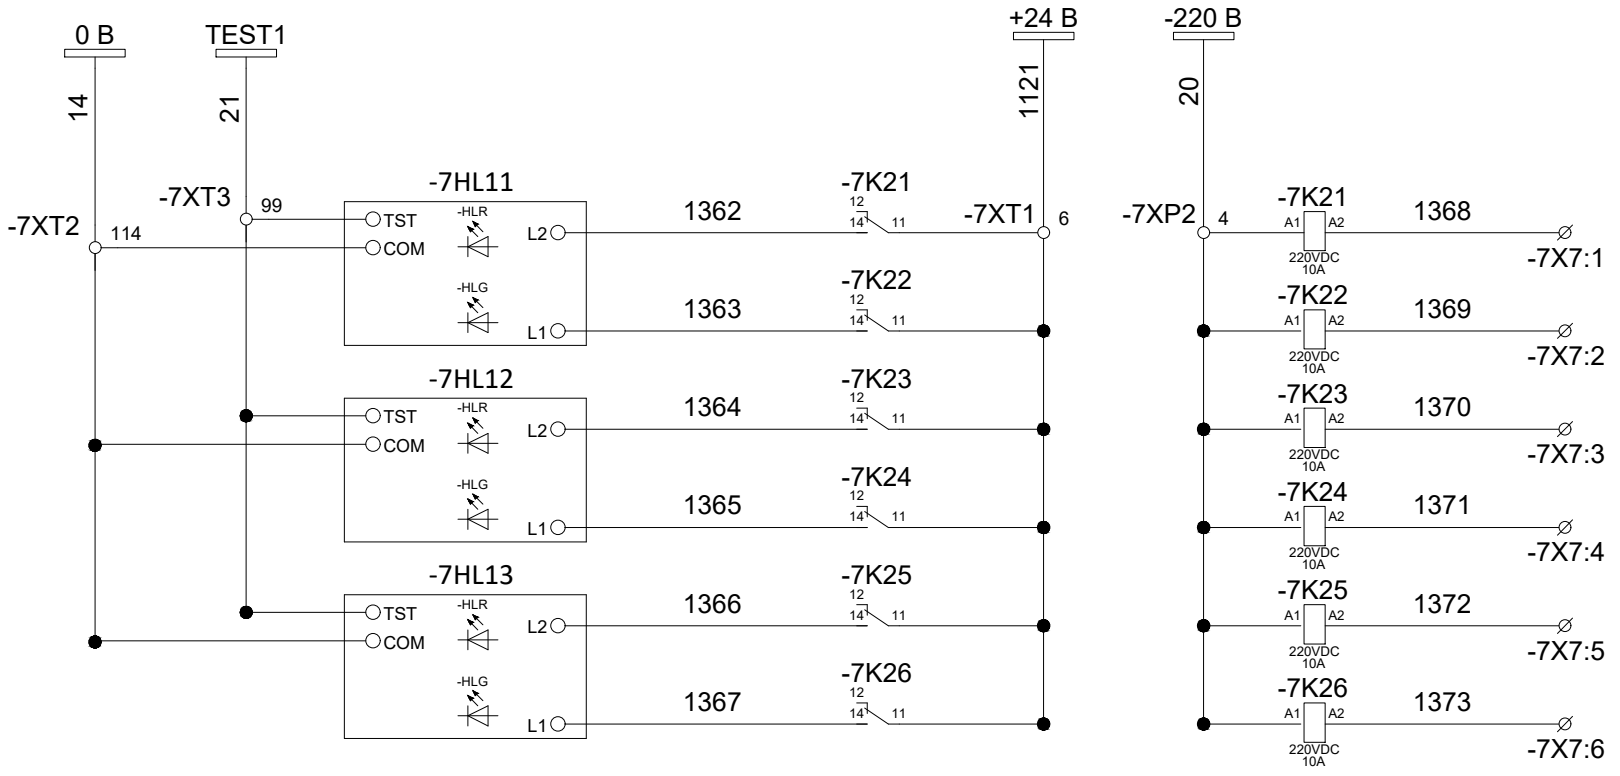 0 В
TEST1
+24 В
-220 В
14
21
1121
20
-7HL11
-7K21
-7K21
-7XT3
99
-HLR
1362
12
-7XT1
6
-7XP2
4
A1
A2
1368
-7XT2
114
TST
14
11
COM
L2
220VDC
10A
-7X7:1
-7K22
-7K22
-HLG
1363
12
A1
A2
1369
14
11
L1
220VDC
10A
-7X7:2
-7HL12
-7K23
-7K23
-HLR
1364
12
A1
A2
1370
TST
14
11
COM
L2
220VDC
10A
-7X7:3
-7K24
-7K24
-HLG
1365
12
A1
A2
1371
14
11
L1
220VDC
10A
-7X7:4
-7HL13
-7K25
-7K25
-HLR
1366
12
A1
A2
1372
TST
14
11
COM
L2
220VDC
10A
-7X7:5
-7K26
-7K26
-HLG
1367
12
A1
A2
1373
14
11
L1
220VDC
10A
-7X7:6